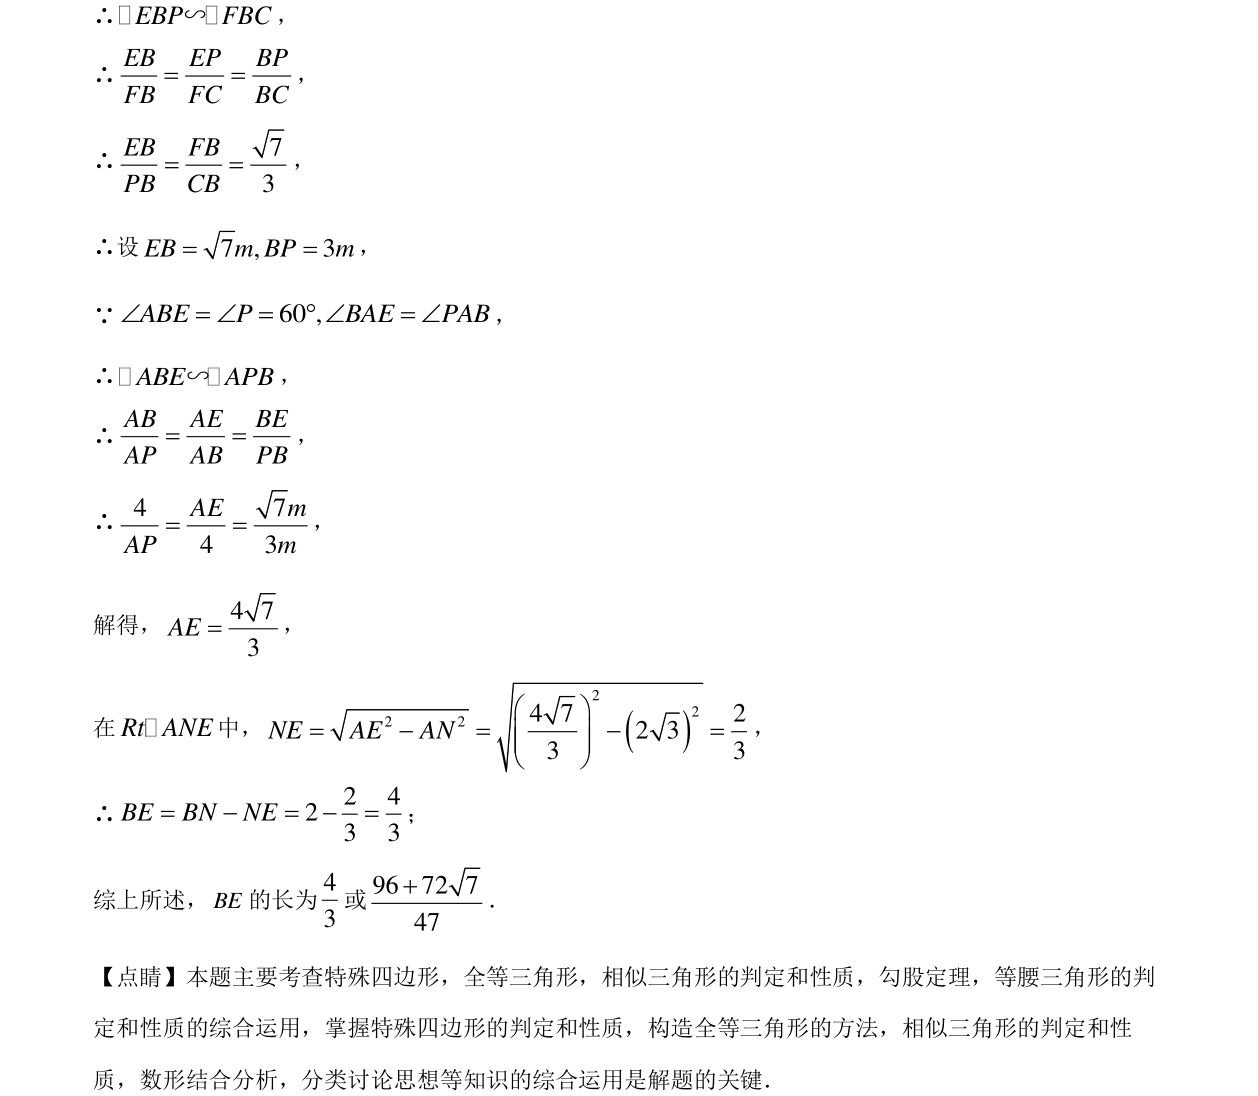 ∴□EBP∽□FBC，
∴EB/FB=EP/FC=BP/BC，
∴EB/PB=FB/CB=√7/3，
∴设EB=√7m,BP=3m，
∵∠ABE=∠P=60°,∠BAE=∠PAB，
∴□ABE∽□APB，
∴AB/AP=AE/AB=BE/PB，
∴4/AP=AE/4=√7m/3m，
解得，AE=4√7/3，
在Rt□ANE中，NE=√(AE²−AN²)=√((4√7/3)²−(2√3)²)=2/3，
∴BE=BN−NE=2−2/3=4/3；
综上所述，BE的长为4/3或(96+72√7)/47．
【点睛】本题主要考查特殊四边形，全等三角形，相似三角形的判定和性质，勾股定理，等腰三角形的判
定和性质的综合运用，掌握特殊四边形的判定和性质，构造全等三角形的方法，相似三角形的判定和性
质，数形结合分析，分类讨论思想等知识的综合运用是解题的关键．